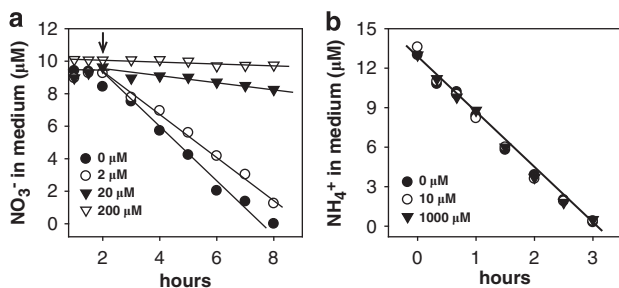 a
NO3- in medium (µM)
12
10
8
6
4
2
0
0 µM
2 µM
20 µM
200 µM
0 2 4 6 8
hours
b
NH4+ in medium (µM)
15
12
9
6
3
0
0 µM
10 µM
1000 µM
0 1 2 3
hours